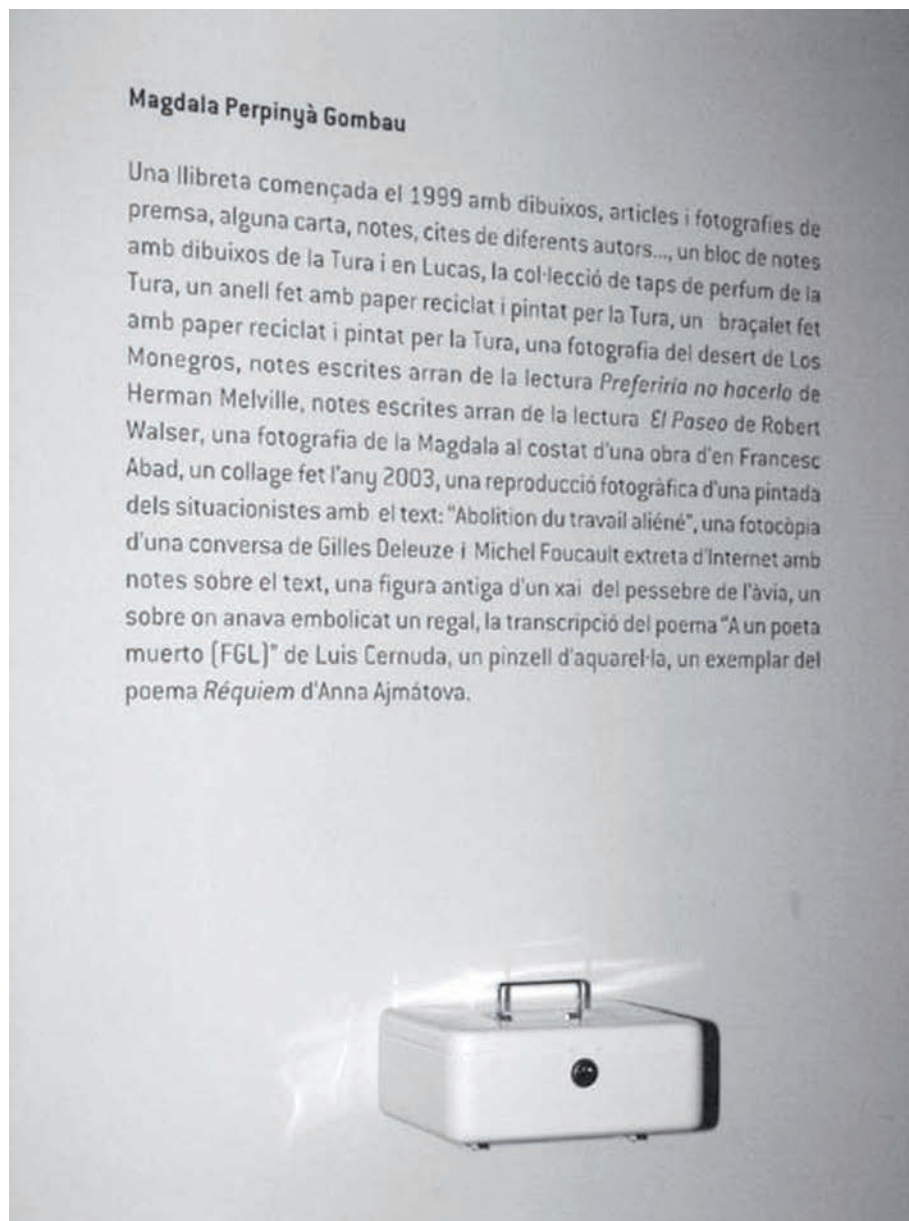 Magdala Perpinyà Gombau
Una llibreta començada el 1999 amb dibuixos, articles i fotografies de
premsa, alguna carta, notes, cites de diferents autors..., un bloc de notes
amb dibuixos de la Tura i en Lucas, la col·lecció de taps de perfum de la
Tura, un anell fet amb paper reciclat i pintat per la Tura, un braçalet fet
amb paper reciclat i pintat per la Tura, una fotografia del desert de Los
Monegros, notes escrites arran de la lectura Preferiría no hacerlo de
Herman Melville, notes escrites arran de la lectura El Paseo de Robert
Walser, una fotografia de la Magdala al costat d'una obra d'en Francesc
Abad, un collage fet l'any 2003, una reproducció fotogràfica d'una pintada
dels situacionistes amb el text: "Abolition du travail aliéné", una fotocòpia
d'una conversa de Gilles Deleuze i Michel Foucault extreta d'Internet amb
notes sobre el text, una figura antiga d'un xai del pessebre de l'àvia, un
sobre on anava embolicat un regal, la transcripció del poema "A un poeta
muerto (FGL)" de Luis Cernuda, un pinzell d'aquarel·la, un exemplar del
poema Réquiem d'Anna Ajmátova.